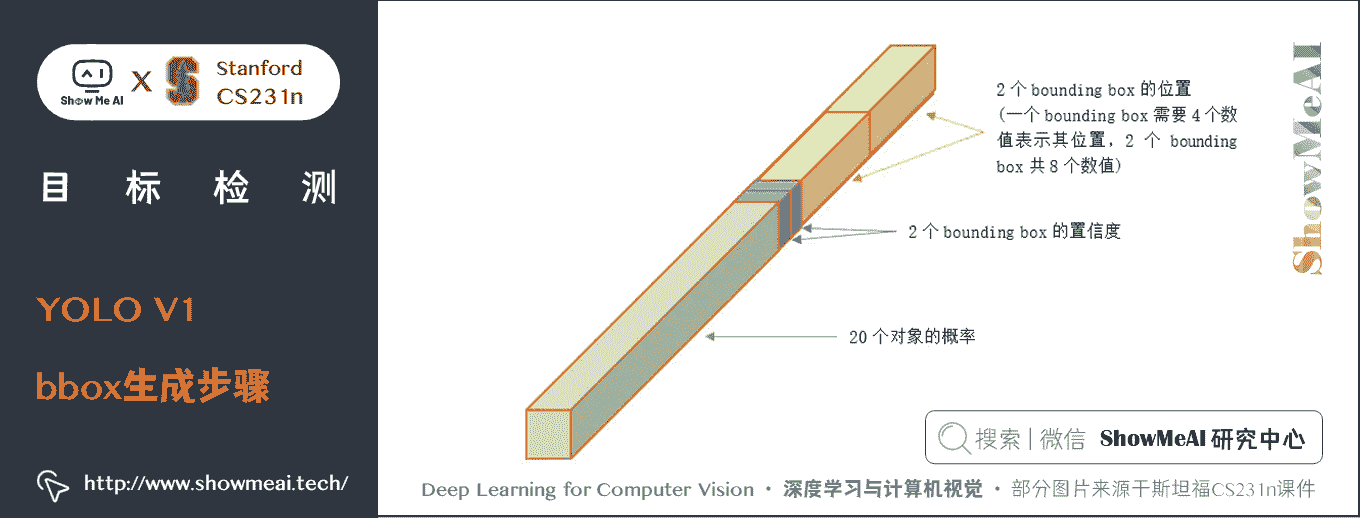 Show Me AI
X
Stanford
CS231n
目标检测
YOLO V1
bbox生成步骤
http://www.showmeai.tech/
2 个 bounding box 的位置
(一个 bounding box 需要 4 个数
值表示其位置, 2 个 bounding
box 共 8 个数值)
2 个 bounding box 的置信度
20 个对象的概率
ShowMeAI
搜索 | 微信 ShowMeAI 研究中心
Deep Learning for Computer Vision · 深度学习与计算机视觉 · 部分图片来源于斯坦福CS231n课件